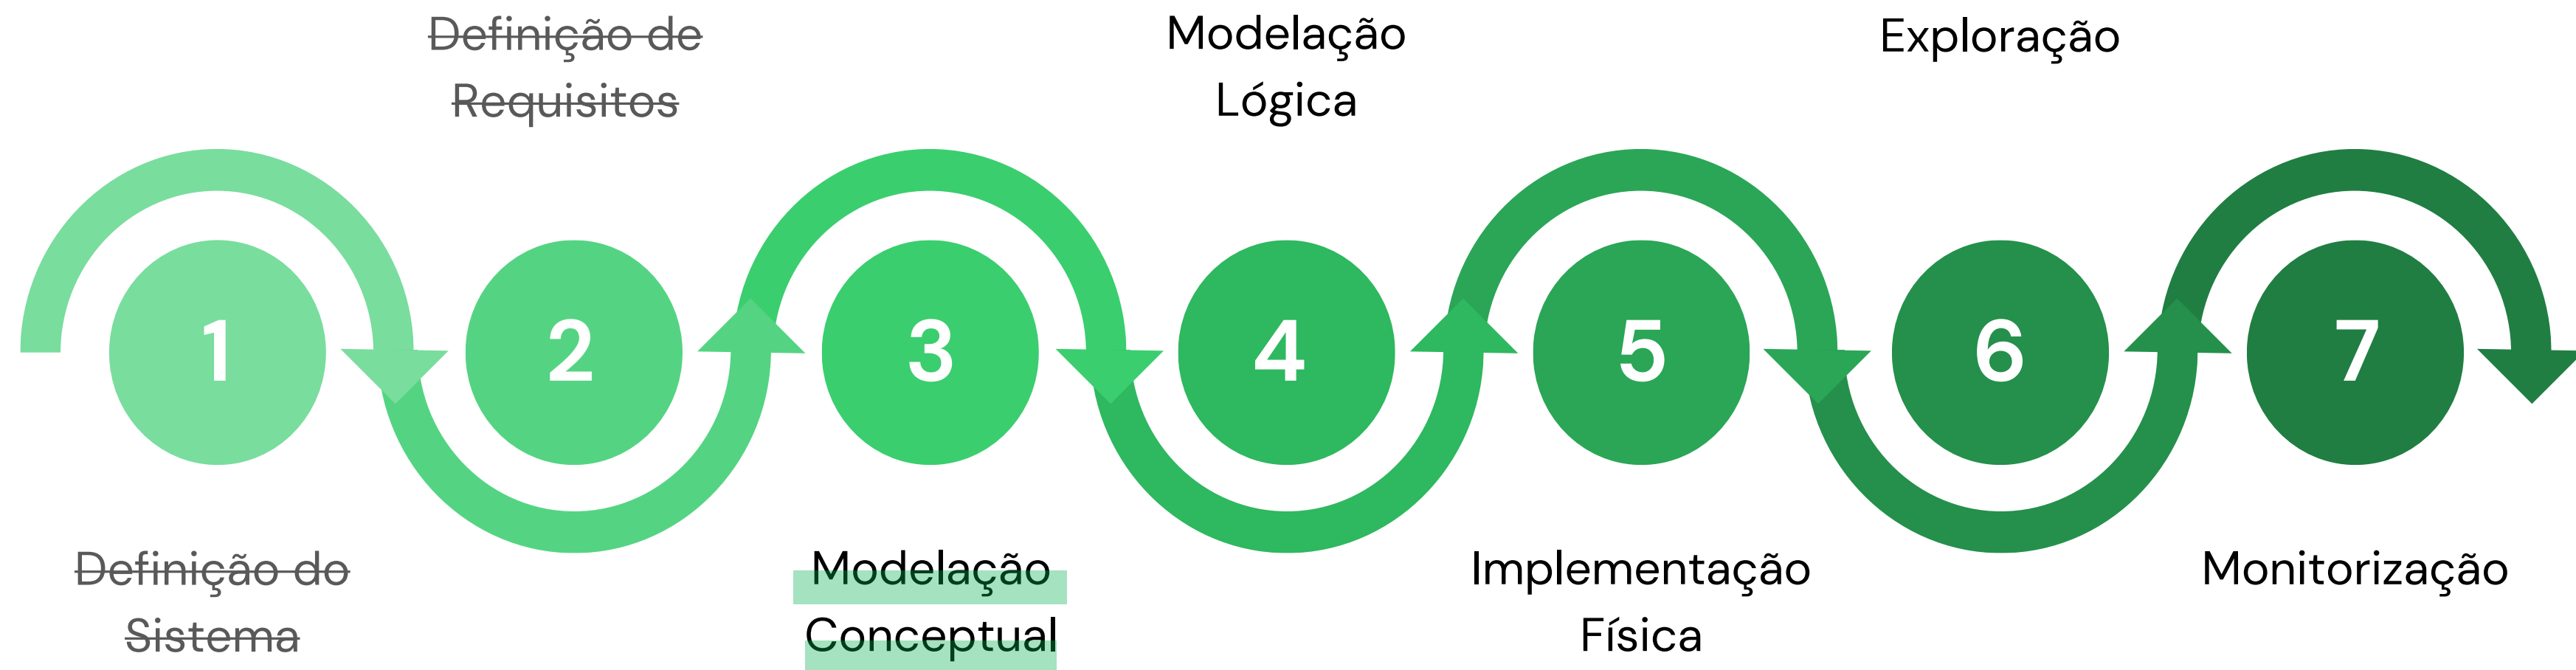 Definição de
Requisitos
Modelação
Lógica
Exploração
1
2
3
4
5
6
7
Definição do
Sistema
Modelação
Conceptual
Implementação
Física
Monitorização